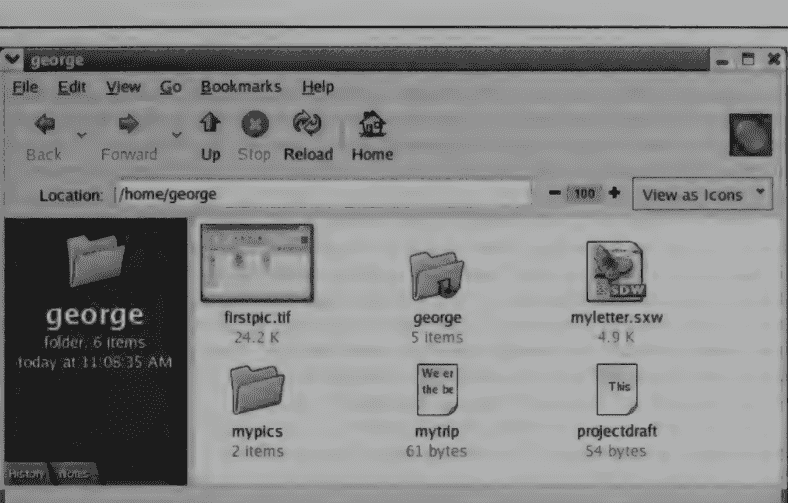 george
File Edit View Go Bookmarks Help
Back Forward Up Stop Reload Home
Location: /home/george 100 View as Icons
george
folder, 6 items
today at 11:08:35 AM
History Notes
firstpic.tif george myletter.sxw
24.2 K 5 items 4.9 K
We er
the be
This
SDW
mypics mytrip projectdraft
2 items 61 bytes 54 bytes